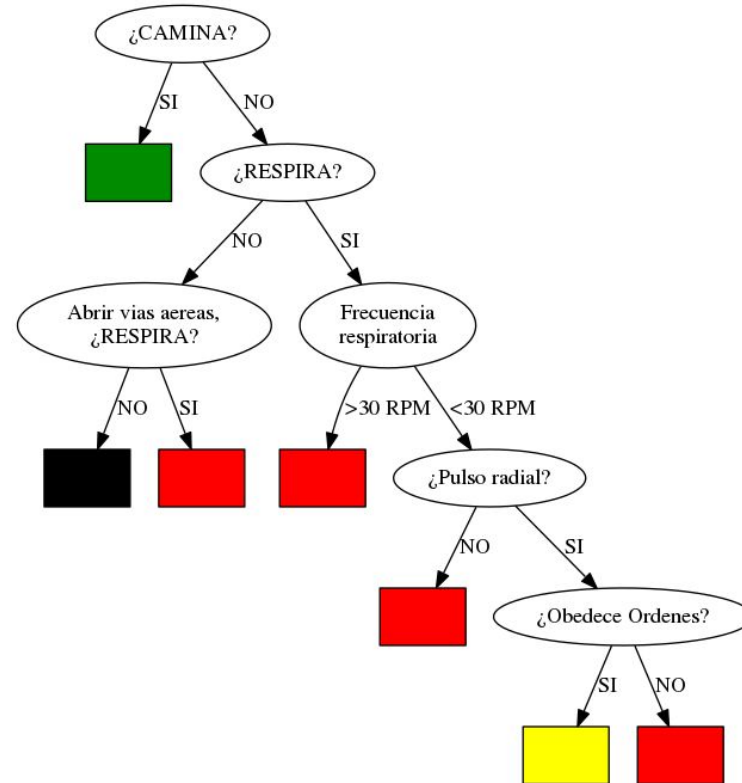 ¿CAMINA?
SI
NO
¿RESPIRA?
NO
SI
Abrir vias aereas,
¿RESPIRA?
Frecuencia
respiratoria
NO
SI
>30 RPM
<30 RPM
¿Pulso radial?
NO
SI
¿Obedece Ordenes?
SI
NO